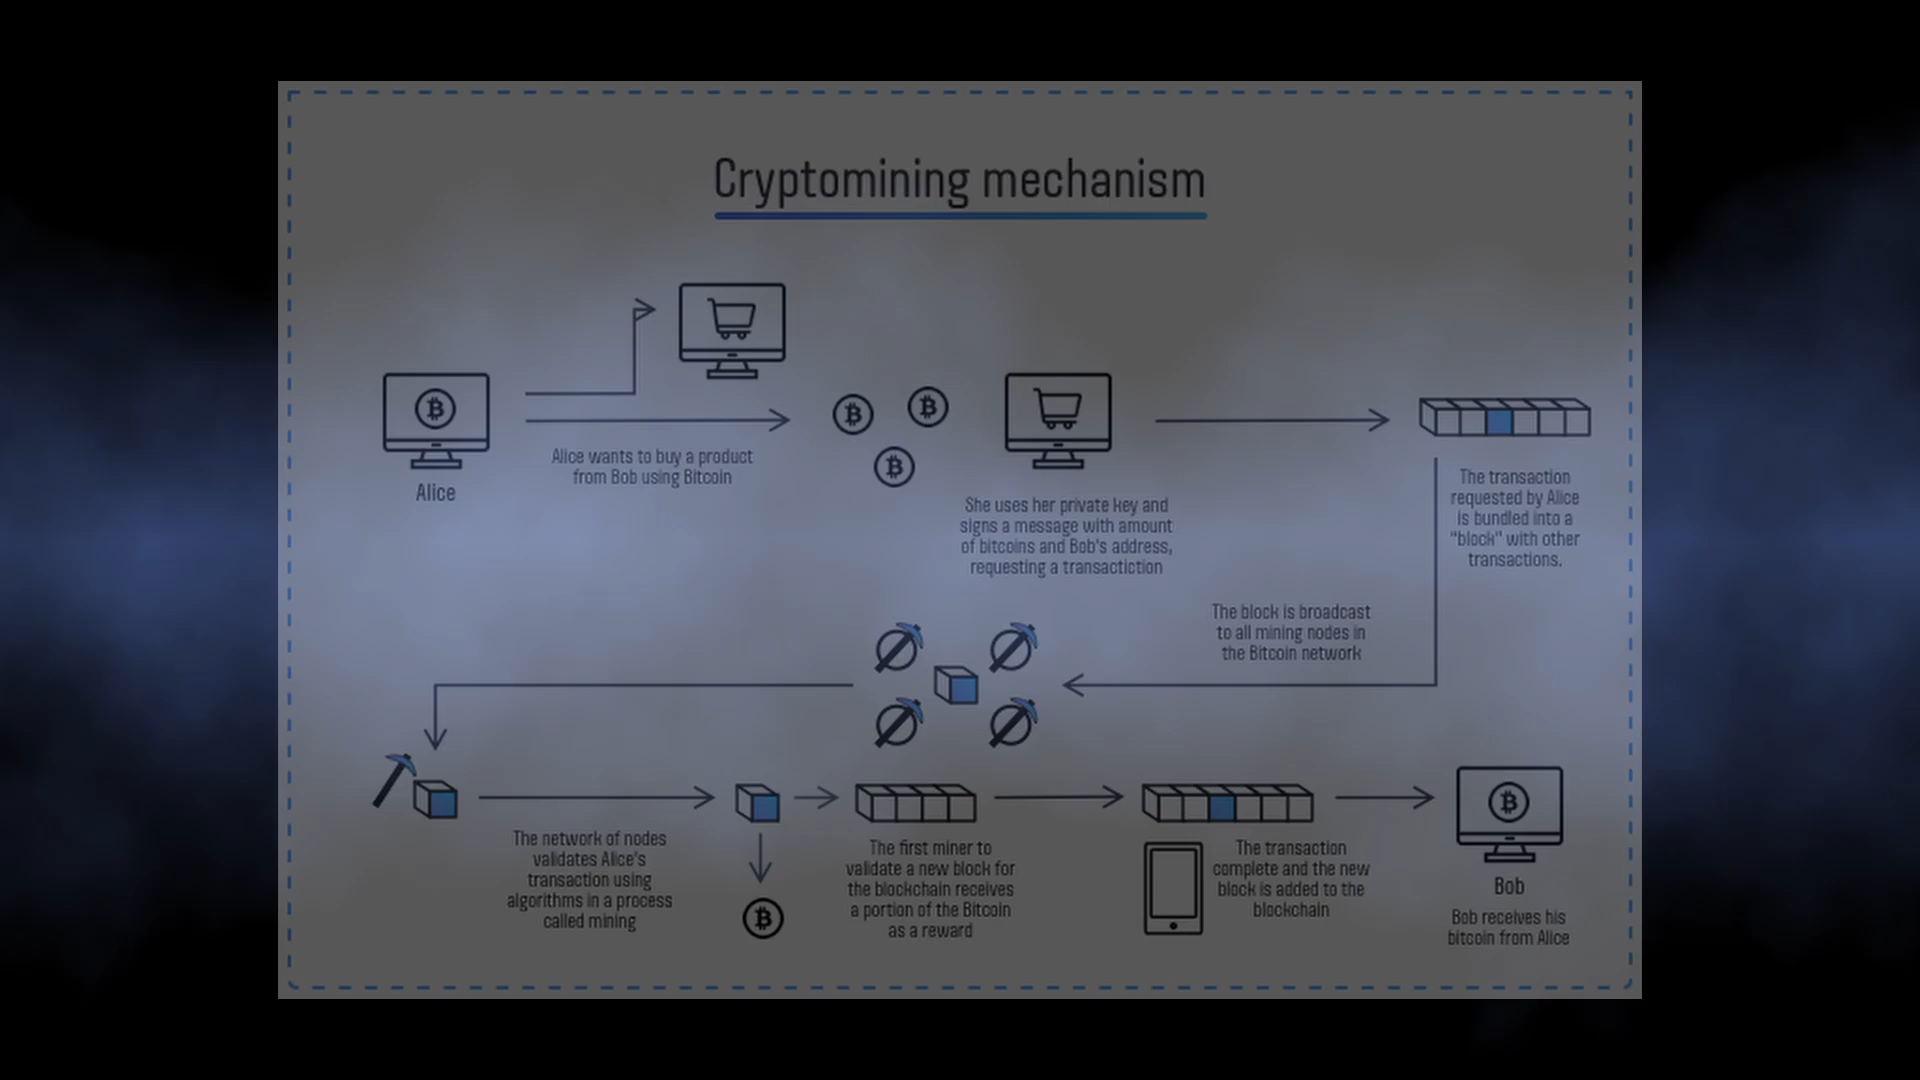 Cryptomining mechanism
Alice wants to buy a product
from Bob using Bitcoin
Alice
She uses her private key and
signs a message with amount
of bitcoins and Bob's address,
requesting a transactiction
The transaction
requested by Alice
is bundled into a
"block" with other
transactions.
The block is broadcast
to all mining nodes in
the Bitcoin network
The network of nodes
validates Alice's
transaction using
algorithms in a process
called mining
The first miner to
validate a new block for
the blockchain receives
a portion of the Bitcoin
as a reward
The transaction
complete and the new
block is added to the
blockchain
Bob
Bob receives his
bitcoin from Alice